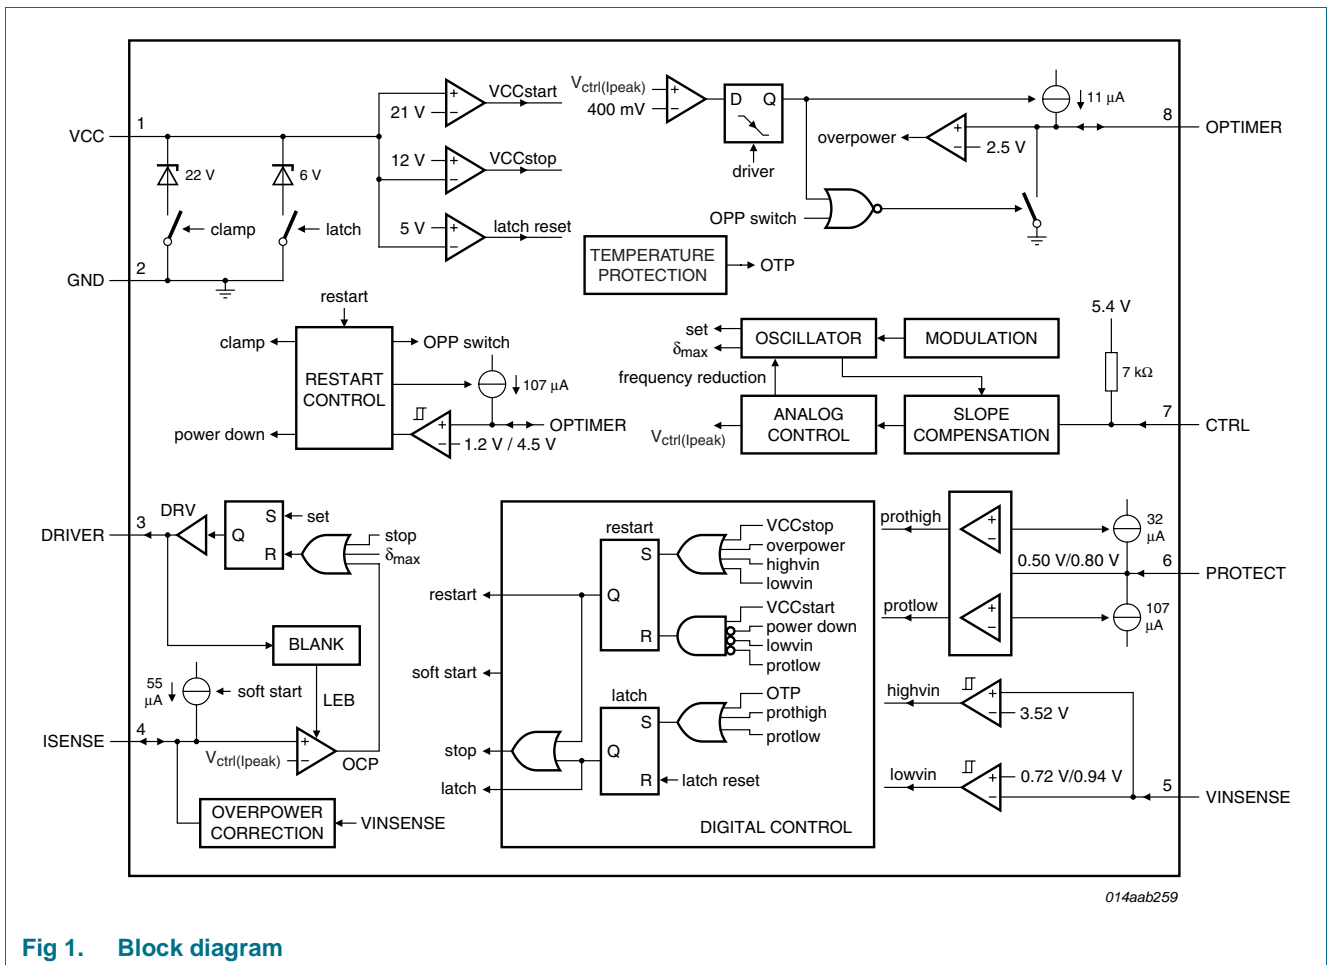 VCC
1
22 V
6 V
clamp
latch
GND
2
21 V
+
−
VCCstart
12 V
+
−
VCCstop
5 V
+
−
latch reset
Vctrl(Ipeak)
400 mV
+
−
D Q
driver
OPP switch
overpower
+
−
2.5 V
11 μA
8
OPTIMER
TEMPERATURE
PROTECTION
OTP
restart
clamp
RESTART
CONTROL
power down
OPP switch
107 μA
+
−
OPTIMER
1.2 V / 4.5 V
set
δmax
OSCILLATOR
MODULATION
frequency reduction
Vctrl(Ipeak)
ANALOG
CONTROL
SLOPE
COMPENSATION
5.4 V
7 kΩ
7
CTRL
DRIVER
3
DRV
Q
S
R
set
stop
δmax
BLANK
LEB
55
μA
soft start
ISENSE
4
Vctrl(Ipeak)
+
−
OCP
OVERPOWER
CORRECTION
VINSENSE
restart
S
Q
R
VCCstop
overpower
highvin
lowvin
VCCstart
power down
lowvin
protlow
restart
soft start
latch
S
Q
R
OTP
prothigh
protlow
latch reset
stop
latch
DIGITAL CONTROL
prothigh
+
−
protlow
+
−
0.50 V/0.80 V
32
μA
107
μA
6
PROTECT
highvin
+
−
3.52 V
lowvin
+
−
0.72 V/0.94 V
5
VINSENSE
014aab259
Fig 1. Block diagram